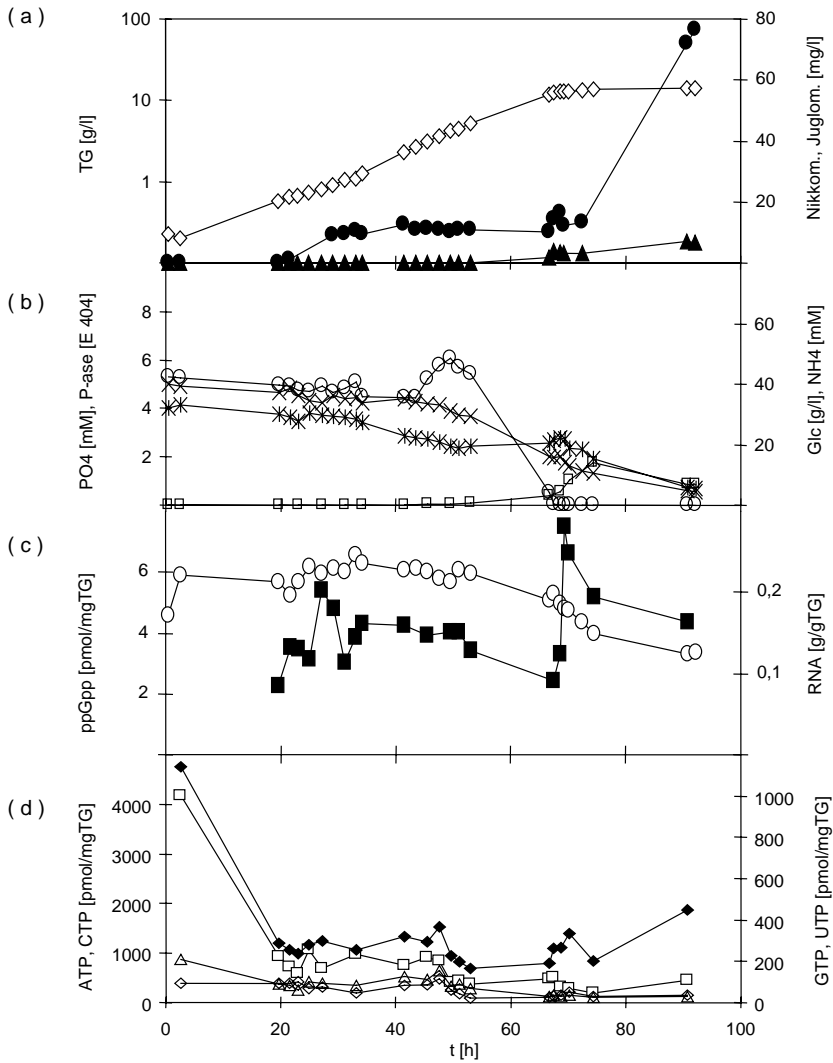 ( a )
TG [g/l]
100
10
1
80
60
40
20
0
Nikkom., Juglom. [mg/l]
( b )
PO4 [mM], P-ase [E 404]
8
6
4
2
60
40
20
0
Glc [g/l], NH4 [mM]
( c )
ppGpp [pmol/mgTG]
6
4
2
0,2
0,1
RNA [g/gTG]
( d )
ATP, CTP [pmol/mgTG]
4000
3000
2000
1000
0
1000
800
600
400
200
0
GTP, UTP [pmol/mgTG]
0 20 40 60 80 100
t [h]